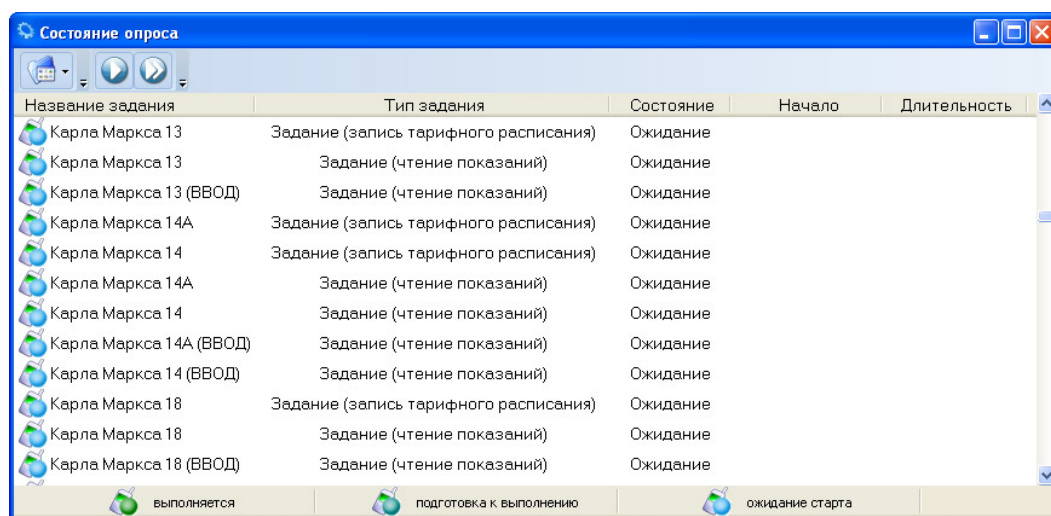 Состояние опроса
Название задания Тип задания Состояние Начало Длительность
Карла Маркса 13 Задание (запись тарифного расписания) Ожидание
Карла Маркса 13 Задание (чтение показаний) Ожидание
Карла Маркса 13 (ВВОД) Задание (чтение показаний) Ожидание
Карла Маркса 14А Задание (запись тарифного расписания) Ожидание
Карла Маркса 14 Задание (запись тарифного расписания) Ожидание
Карла Маркса 14А Задание (чтение показаний) Ожидание
Карла Маркса 14 Задание (чтение показаний) Ожидание
Карла Маркса 14А (ВВОД) Задание (чтение показаний) Ожидание
Карла Маркса 14 (ВВОД) Задание (чтение показаний) Ожидание
Карла Маркса 18 Задание (запись тарифного расписания) Ожидание
Карла Маркса 18 Задание (чтение показаний) Ожидание
Карла Маркса 18 (ВВОД) Задание (чтение показаний) Ожидание
выполняется подготовка к выполнению ожидание старта